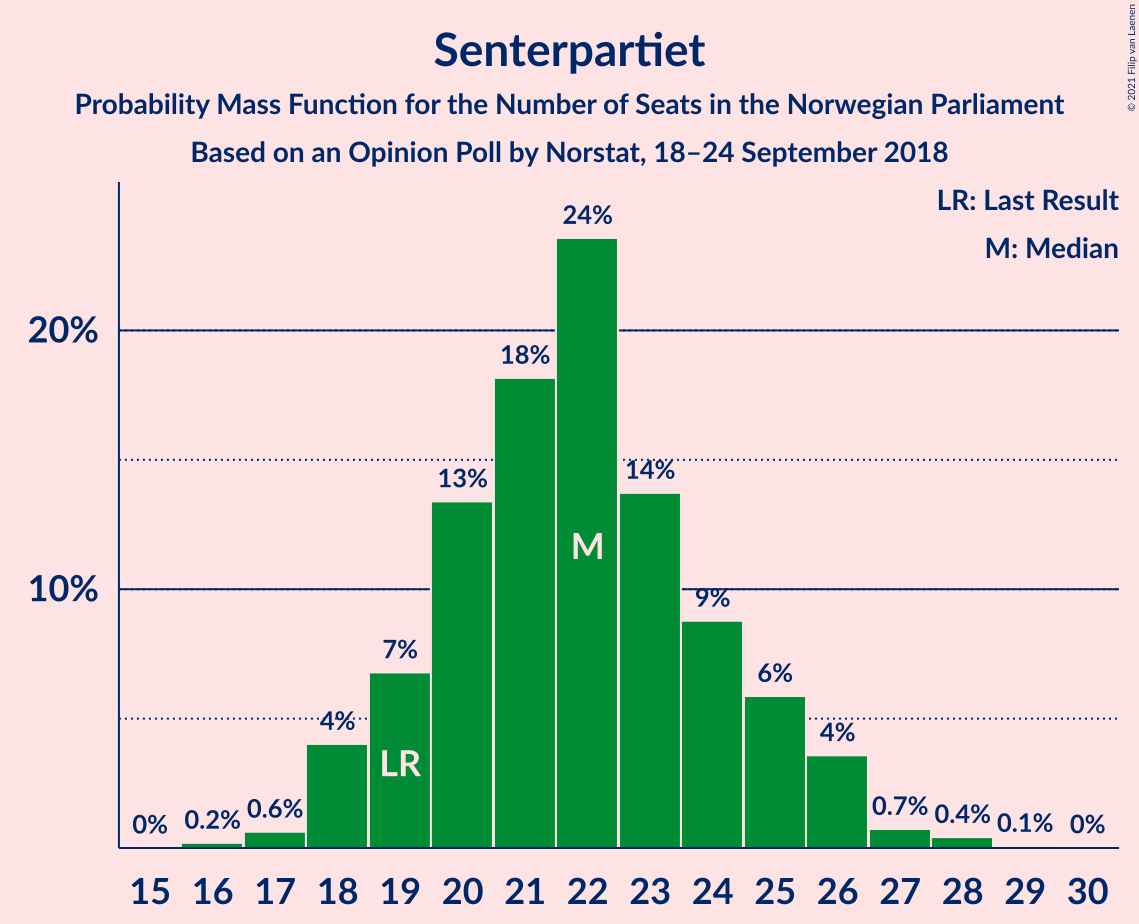 Senterpartiet
Probability Mass Function for the Number of Seats in the Norwegian Parliament
Based on an Opinion Poll by Norstat, 18–24 September 2018
© 2021 Filip van Laenen
LR: Last Result
M: Median
20%
10%
0%
0.2%
0.6%
4%
7%
13%
18%
24%
14%
9%
6%
4%
0.7%
0.4%
0.1%
0%
LR
M
15 16 17 18 19 20 21 22 23 24 25 26 27 28 29 30